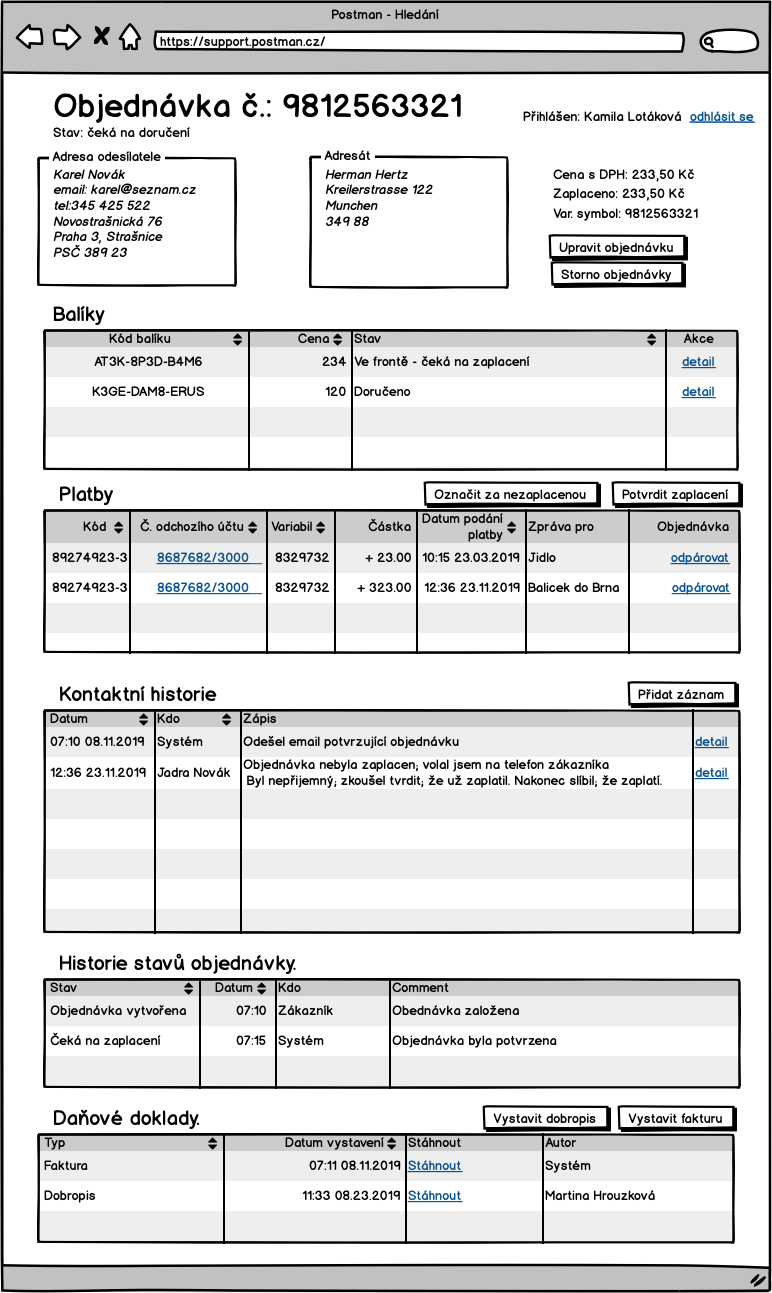 Postman - Hledání
https://support.postman.cz/
Objednávka č.: 9812563321
Přihlášen: Kamila Lotáková odhlásit se
Stav: čeká na doručení
Adresa odesílatele
Karel Novák
email: karel@seznam.cz
tel:345 425 522
Novostrašnická 76
Praha 3, Strašnice
PSČ 389 23
Adresát
Herman Hertz
Kreilerstrasse 122
Munchen
349 88
Cena s DPH: 233,50 Kč
Zaplaceno: 233,50 Kč
Var. symbol: 9812563321
Upravit objednávku
Storno objednávky
Balíky
Kód balíku Cena Stav Akce
AT3K-8P3D-B4M6 234 Ve frontě - čeká na zaplacení detail
K3GE-DAM8-ERUS 120 Doručeno detail
Platby
Označit za nezaplacenou Potvrdit zaplacení
Kód Č. odchozího účtu Variabil Částka Datum podání platby Zpráva pro Objednávka
89274923-3 8687682/3000 8329732 + 23.00 10:15 23.03.2019 Jidlo odpárovat
89274923-3 8687682/3000 8329732 + 323.00 12:36 23.11.2019 Balicek do Brna odpárovat
Kontaktní historie
Přidat záznam
Datum Kdo Zápis
07:10 08.11.2019 Systém Odešel email potvrzující objednávku detail
12:36 23.11.2019 Jadra Novák Objednávka nebyla zaplacen; volal jsem na telefon zákazníka
Byl nepřijemný; zkoušel tvrdit; že už zaplatil. Nakonec slíbil; že zaplatí. detail
Historie stavů objednávky.
Stav Datum Kdo Comment
Objednávka vytvořena 07:10 Zákazník Obednávka založena
Čeká na zaplacení 07:15 Systém Objednávka byla potvrzena
Daňové doklady.
Vystavit dobropis Vystavit fakturu
Typ Datum vystavení Stáhnout Autor
Faktura 07:11 08.11.2019 Stáhnout Systém
Dobropis 11:33 08.23.2019 Stáhnout Martina Hrouzková